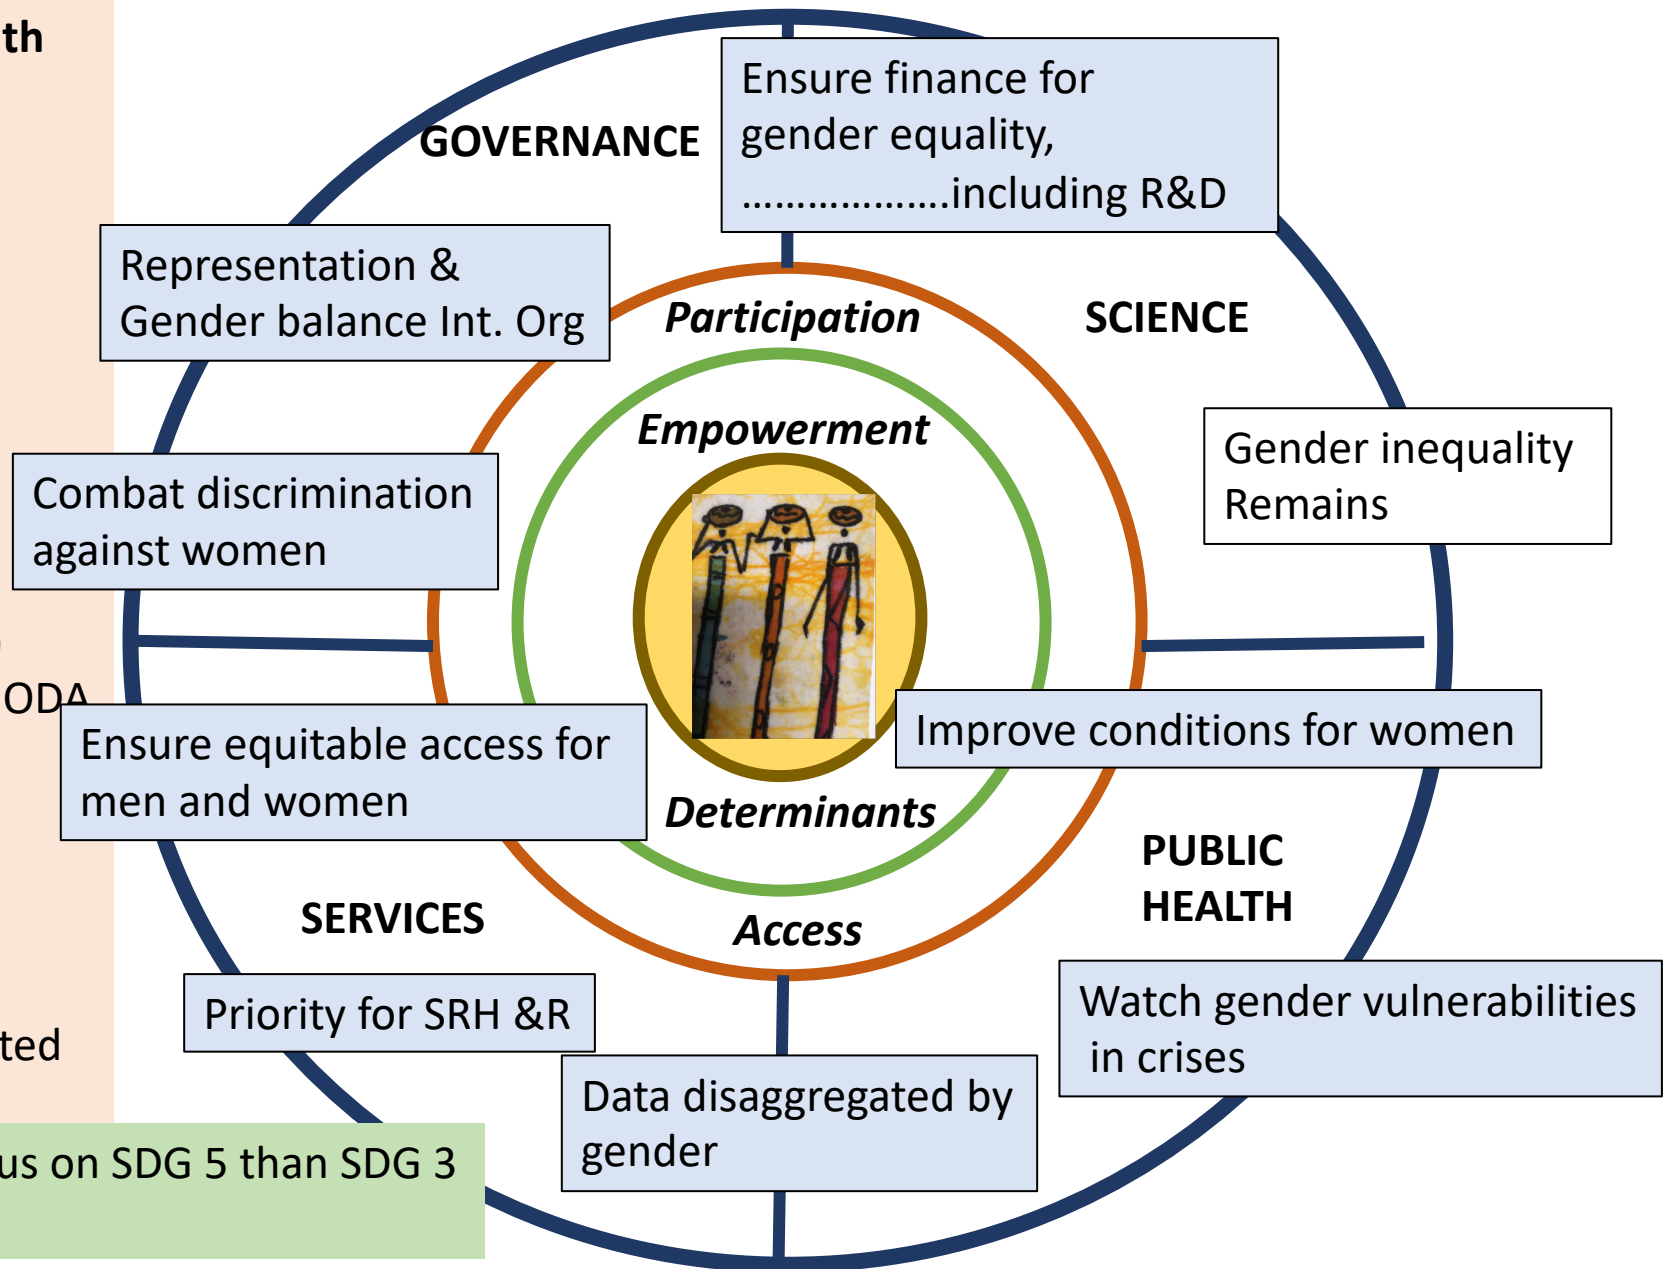 th
Ensure finance for
gender equality,
...................including R&D
GOVERNANCE
Representation &
Gender balance Int. Org
Participation
SCIENCE
Empowerment
Gender inequality
Remains
Combat discrimination
against women
ODA
Ensure equitable access for
men and women
Improve conditions for women
Determinants
PUBLIC
HEALTH
SERVICES
Access
Priority for SRH &R
Watch gender vulnerabilities
in crises
ted
Data disaggregated by
gender
us on SDG 5 than SDG 3